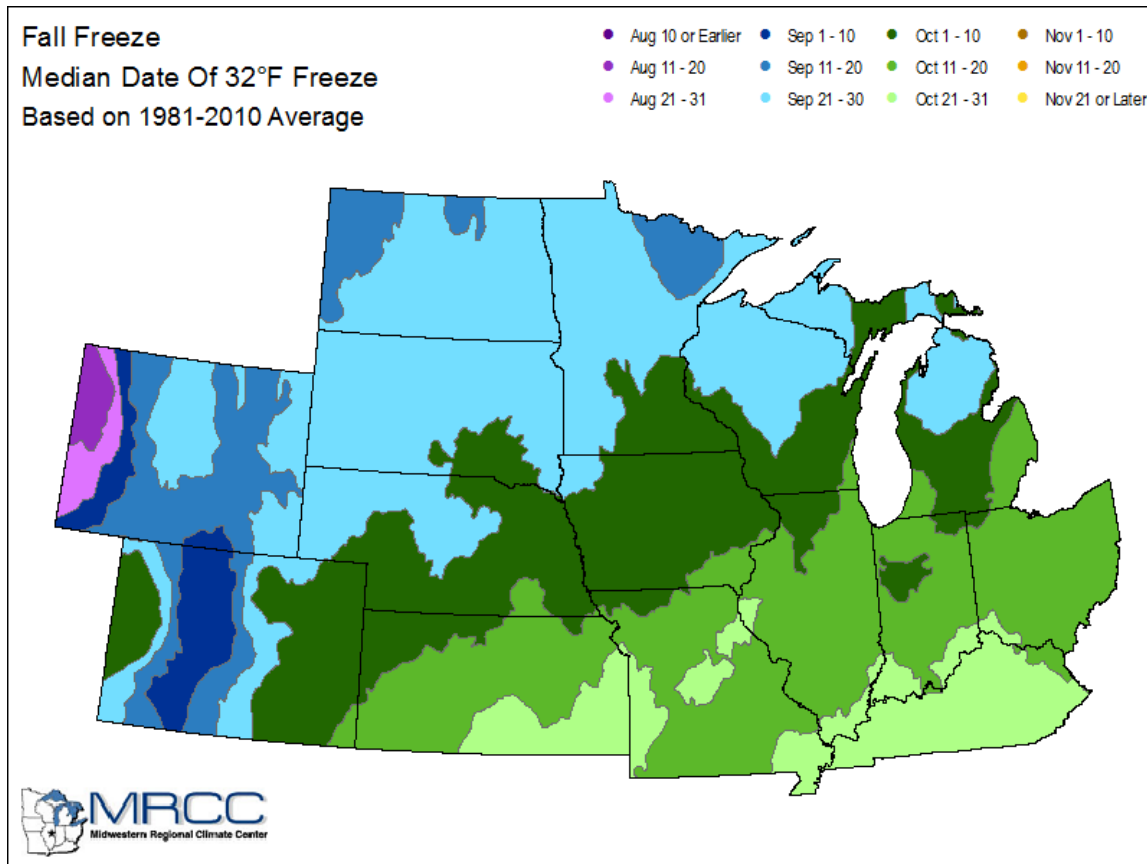 Fall Freeze
Median Date Of 32°F Freeze
Based on 1981-2010 Average
Aug 10 or Earlier Sep 1 - 10 Oct 1 - 10 Nov 1 - 10
Aug 11 - 20 Sep 11 - 20 Oct 11 - 20 Nov 11 - 20
Aug 21 - 31 Sep 21 - 30 Oct 21 - 31 Nov 21 or Later
MRCC
Midwestern Regional Climate Center